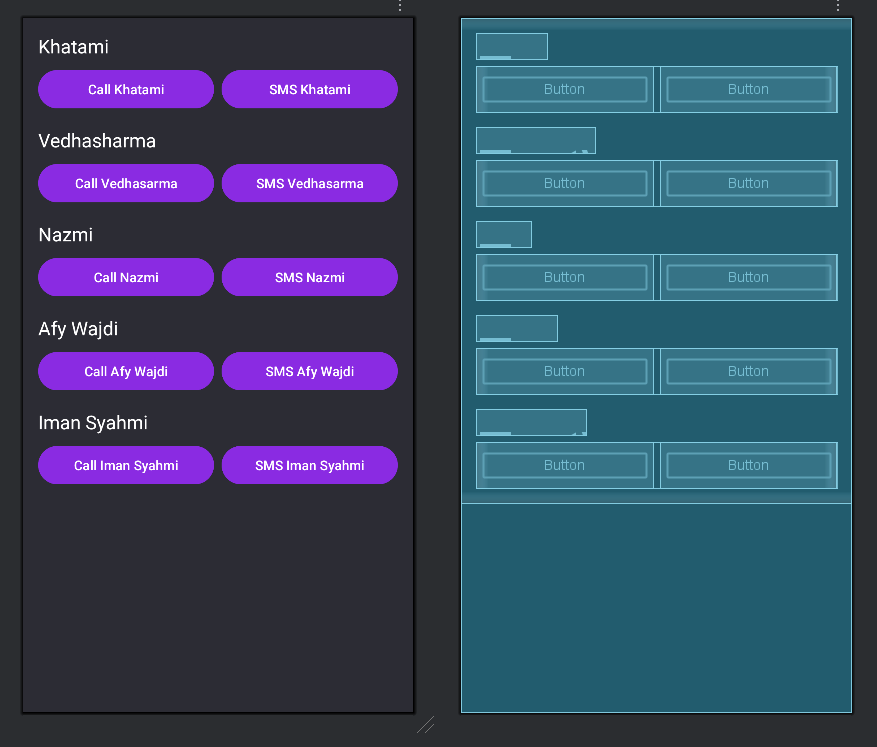 Khatami
Call Khatami SMS Khatami
Vedhasharma
Call Vedhasarma SMS Vedhasarma
Nazmi
Call Nazmi SMS Nazmi
Afy Wajdi
Call Afy Wajdi SMS Afy Wajdi
Iman Syahmi
Call Iman Syahmi SMS Iman Syahmi
Button Button
Button Button
Button Button
Button Button
Button Button